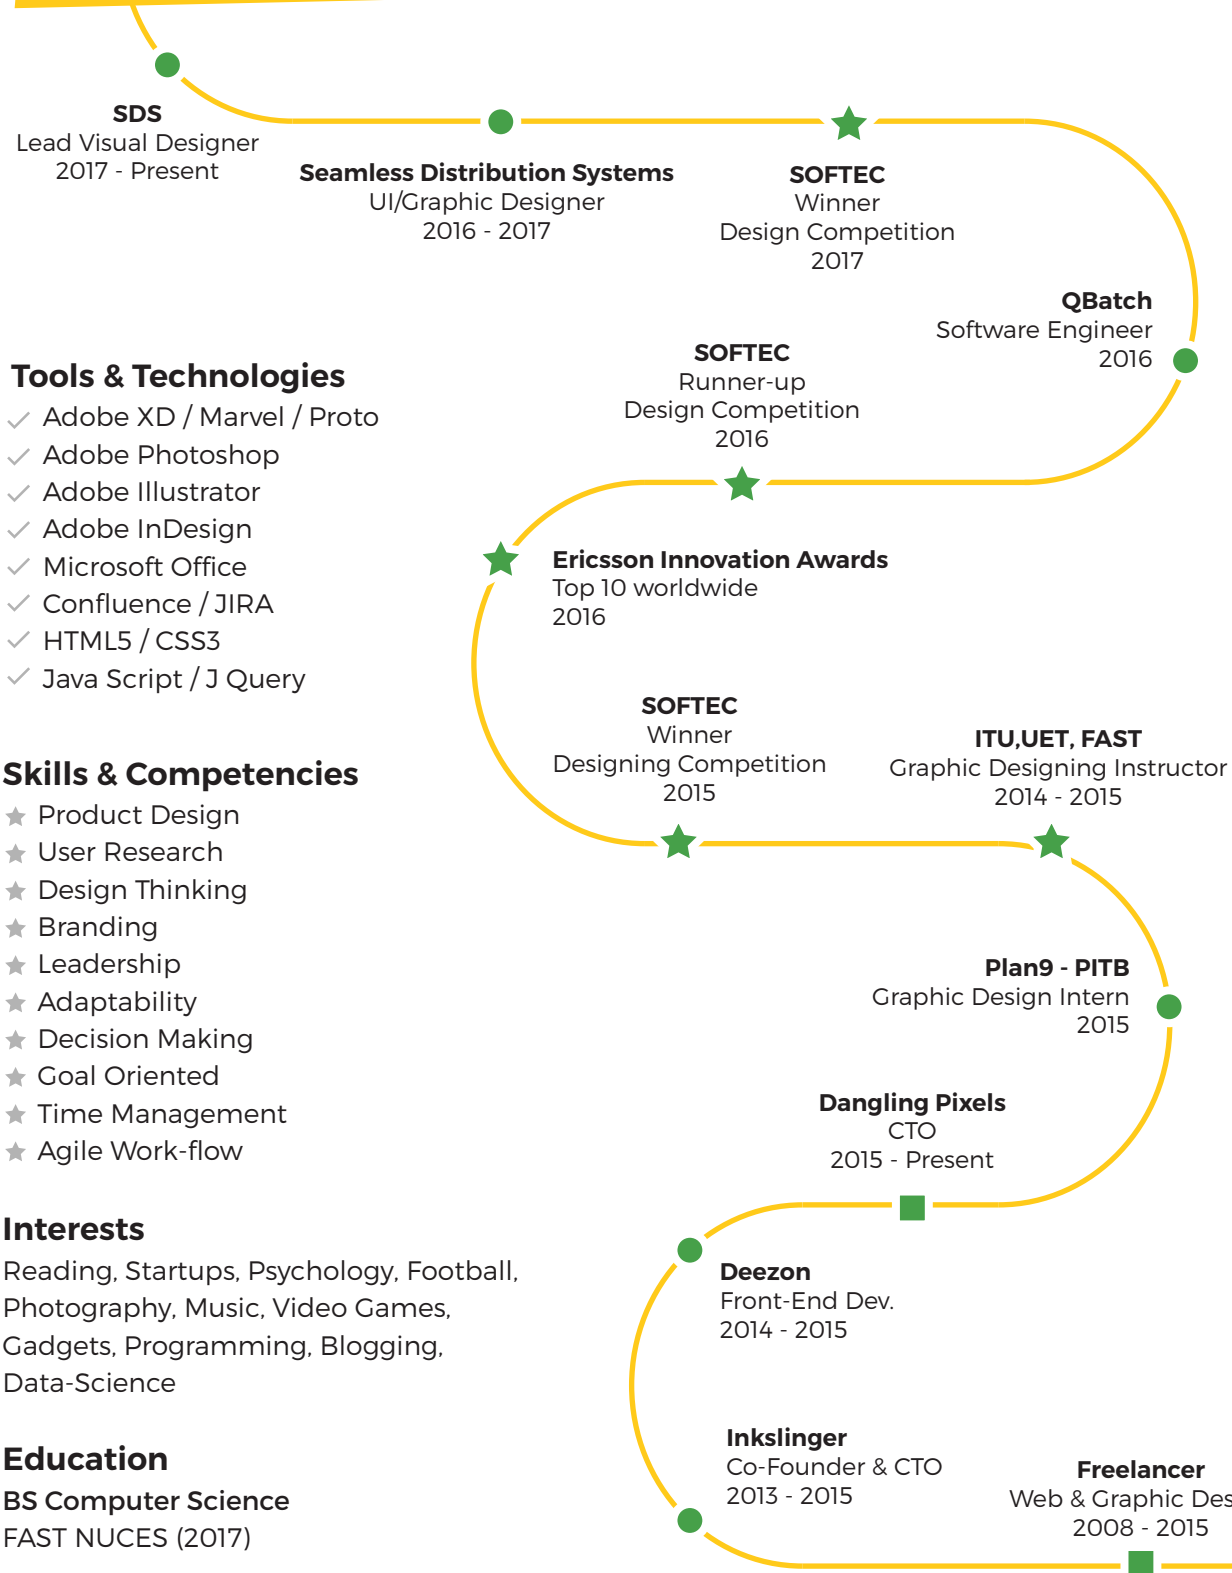 SDS
Lead Visual Designer
2017 - Present
Seamless Distribution Systems
UI/Graphic Designer
2016 - 2017
SOFTEC
Winner
Design Competition
2017
QBatch
Software Engineer
2016
SOFTEC
Runner-up
Design Competition
2016
Ericsson Innovation Awards
Top 10 worldwide
2016
SOFTEC
Winner
Designing Competition
2015
ITU,UET, FAST
Graphic Designing Instructor
2014 - 2015
Plan9 - PITB
Graphic Design Intern
2015
Dangling Pixels
CTO
2015 - Present
Deezon
Front-End Dev.
2014 - 2015
Inkslinger
Co-Founder & CTO
2013 - 2015
Freelancer
Web & Graphic Des
2008 - 2015
Tools & Technologies
Adobe XD / Marvel / Proto
Adobe Photoshop
Adobe Illustrator
Adobe InDesign
Microsoft Office
Confluence / JIRA
HTML5 / CSS3
Java Script / J Query
Skills & Competencies
Product Design
User Research
Design Thinking
Branding
Leadership
Adaptability
Decision Making
Goal Oriented
Time Management
Agile Work-flow
Interests
Reading, Startups, Psychology, Football,
Photography, Music, Video Games,
Gadgets, Programming, Blogging,
Data-Science
Education
BS Computer Science
FAST NUCES (2017)